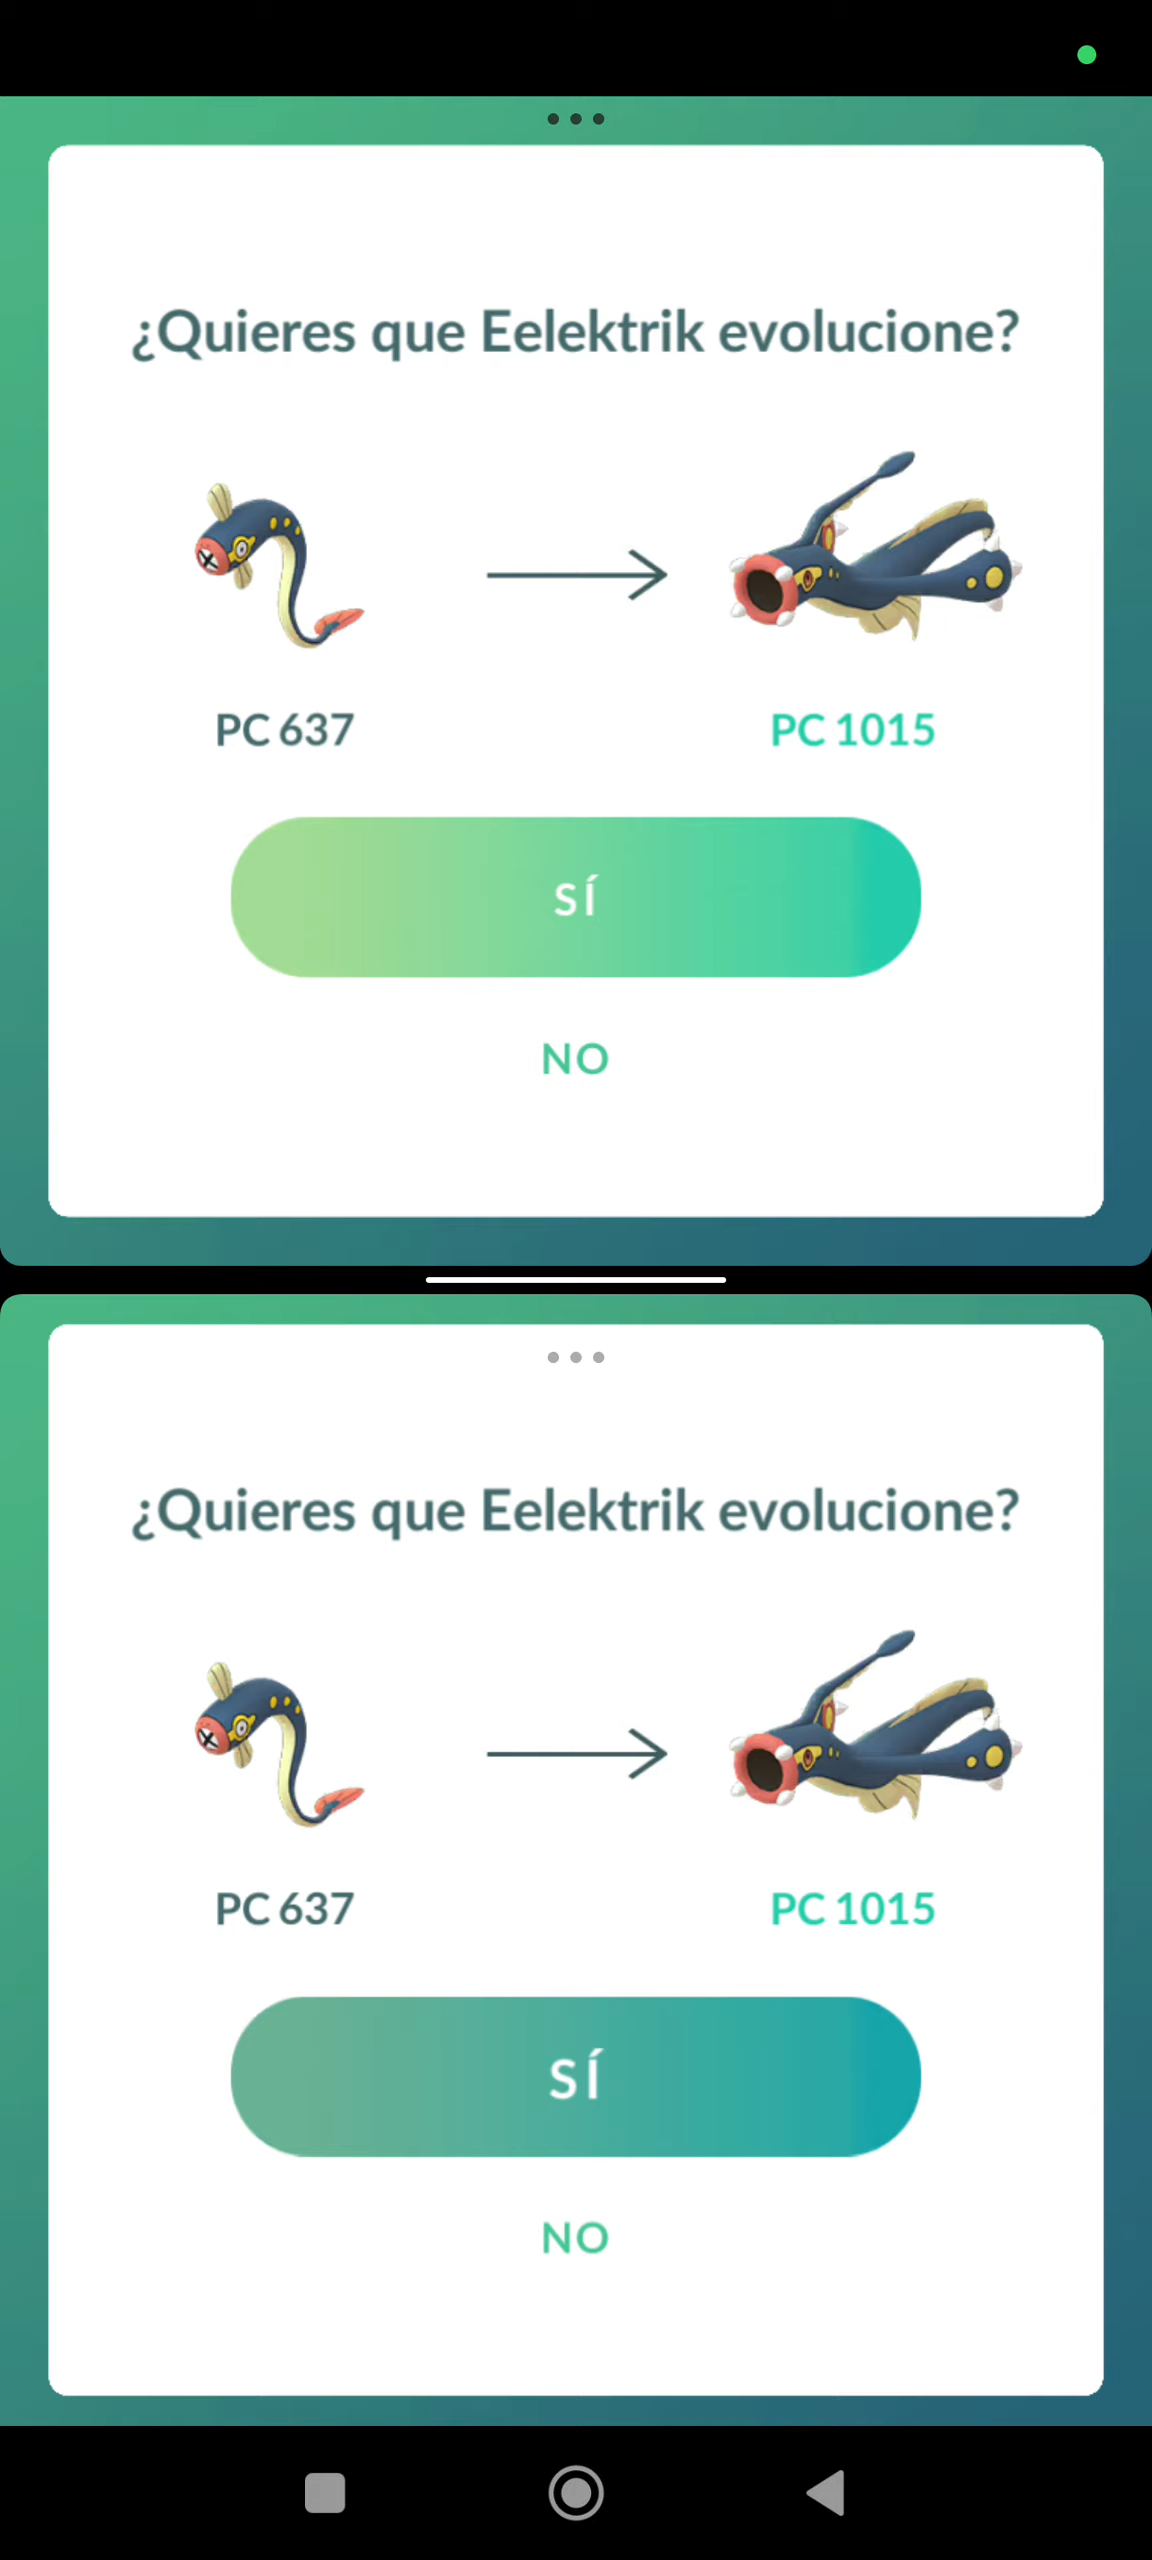 ¿Quieres que Eelektrik evolucione?
PC 637
PC 1015
SÍ
NO
¿Quieres que Eelektrik evolucione?
PC 637
PC 1015
SÍ
NO